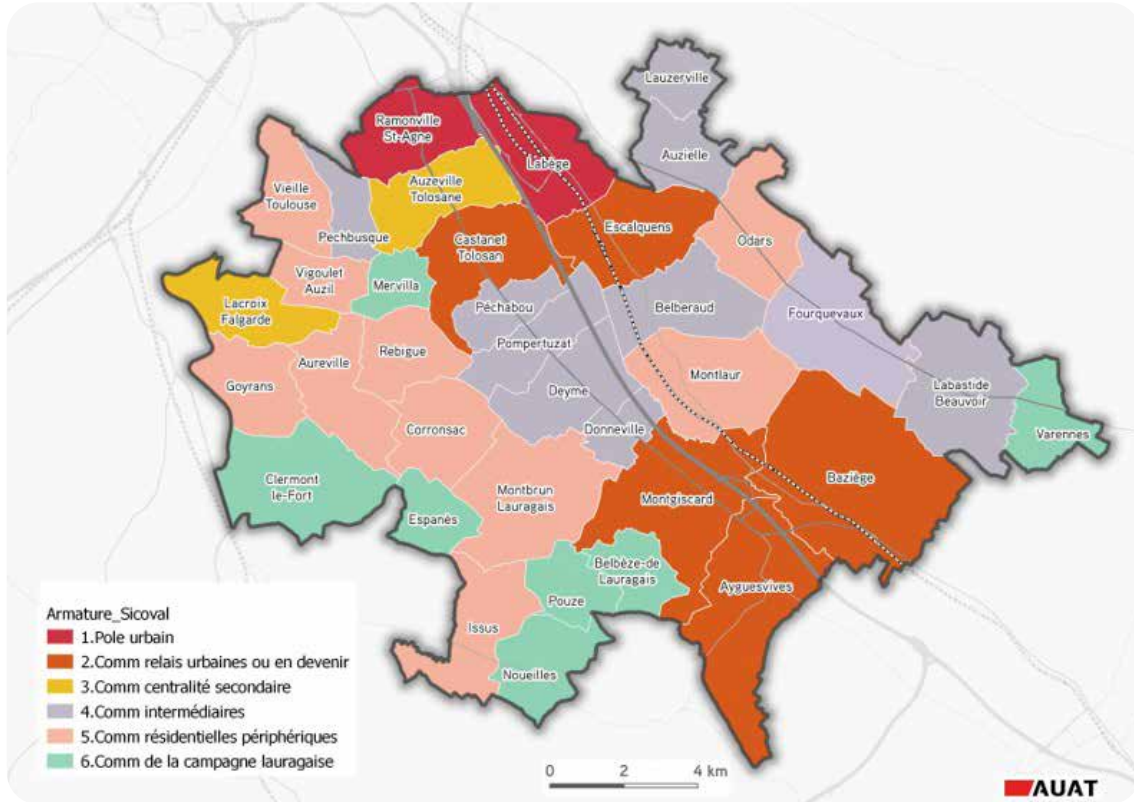 Lauzerville
Ramonville
St-Agne
Auzielle
Labège
Vieille
Toulouse
Auzeville
Tolosane
Escalquens
Pechbusque
Castanet
Tolosan
Odars
Vigoulet
Auzil
Mervilla
Lacroix
Falgarde
Péchabou
Belberaud
Fourquevaux
Pompertuzat
Rebigue
Aureville
Montlaur
Goyrans
Deyme
Labastide
Beauvoir
Corronsac
Donneville
Varennes
Clermont
le-Fort
Baziège
Montbrun
Lauragais
Montgiscard
Espanès
Belbèze-de
Lauragais
Ayguesvives
Pouze
Issus
Noueilles
Armature_Sicoval
1.Pole urbain
2.Comm relais urbaines ou en devenir
3.Comm centralité secondaire
4.Comm intermédiaires
5.Comm résidentielles périphériques
6.Comm de la campagne lauragaise
0 2 4 km
AUAT